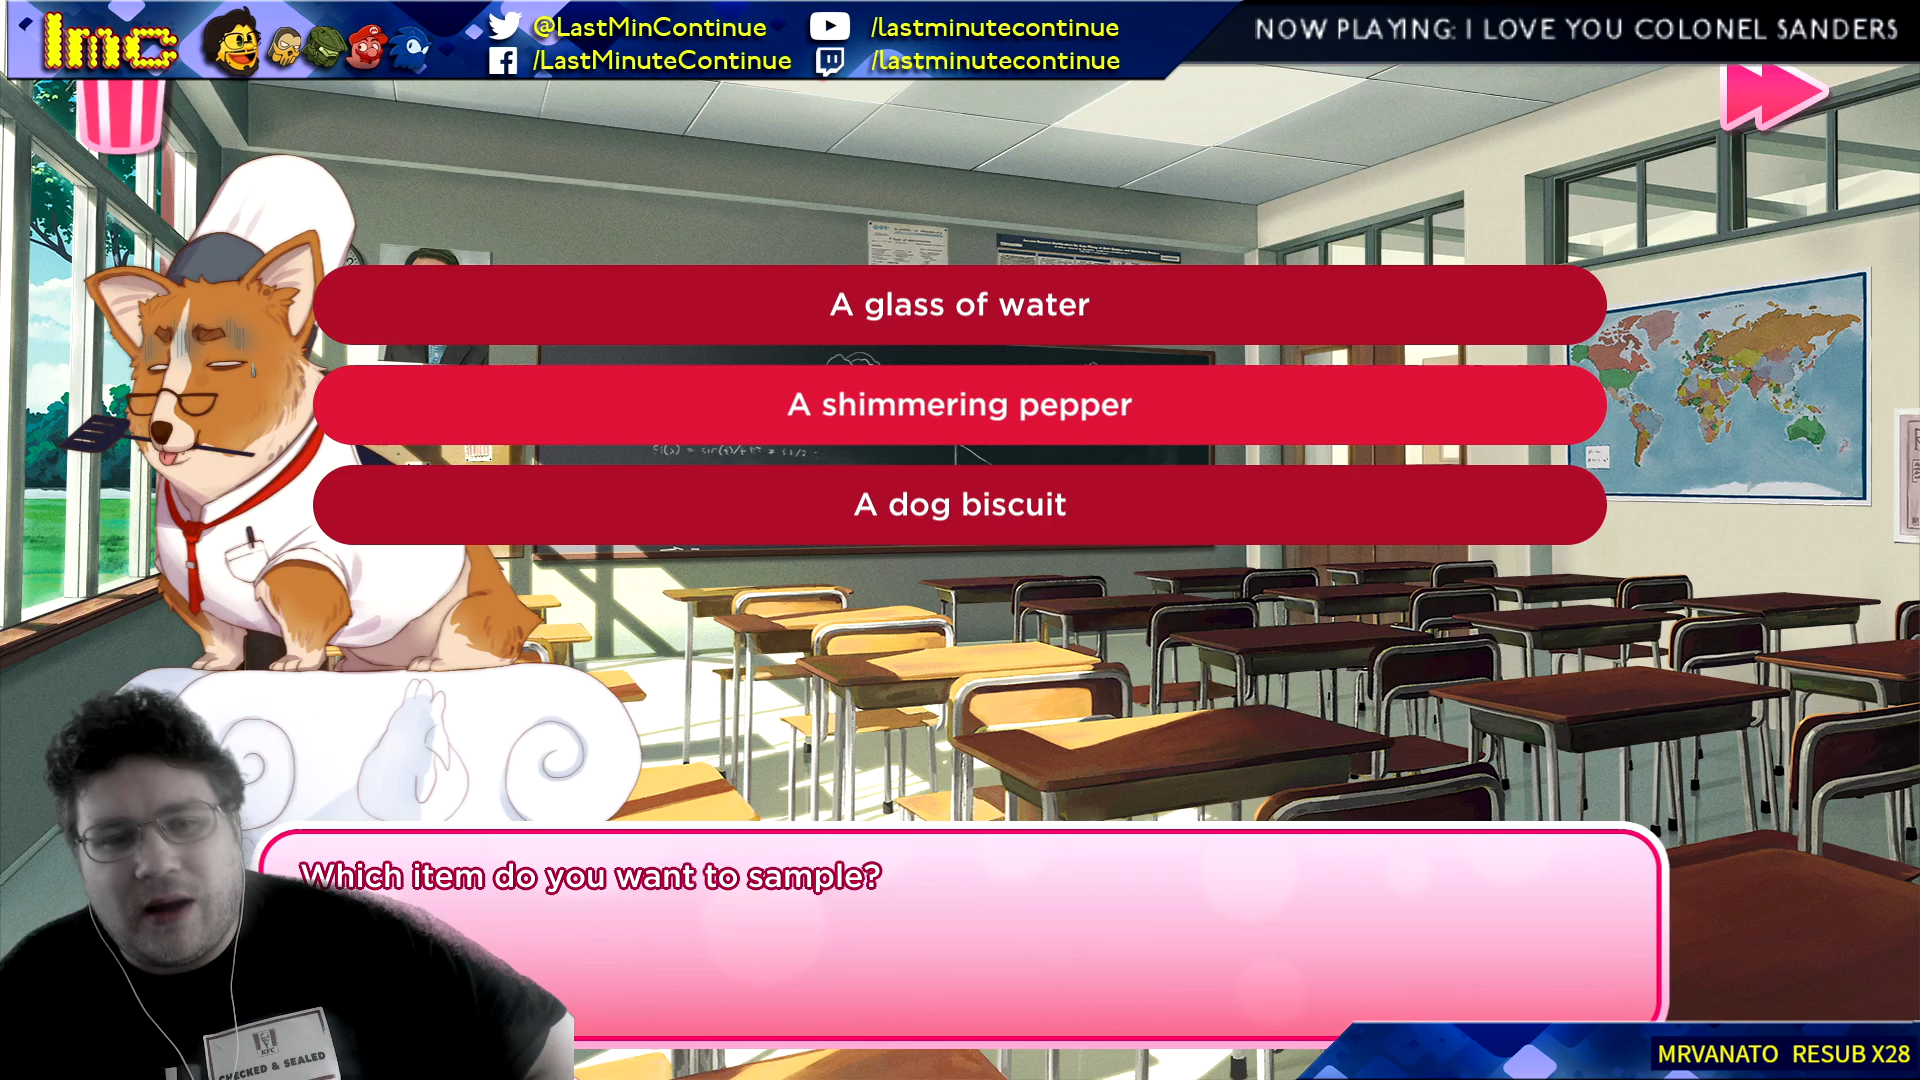 lmc
@LastMinContinue
/lastminutecontinue
/LastMinuteContinue
/lastminutecontinue
NOW PLAYING: I LOVE YOU COLONEL SANDERS
A glass of water
A shimmering pepper
A dog biscuit
Which item do you want to sample?
KFC
CHECKED & SEALED
MRVANATO RESUB X28